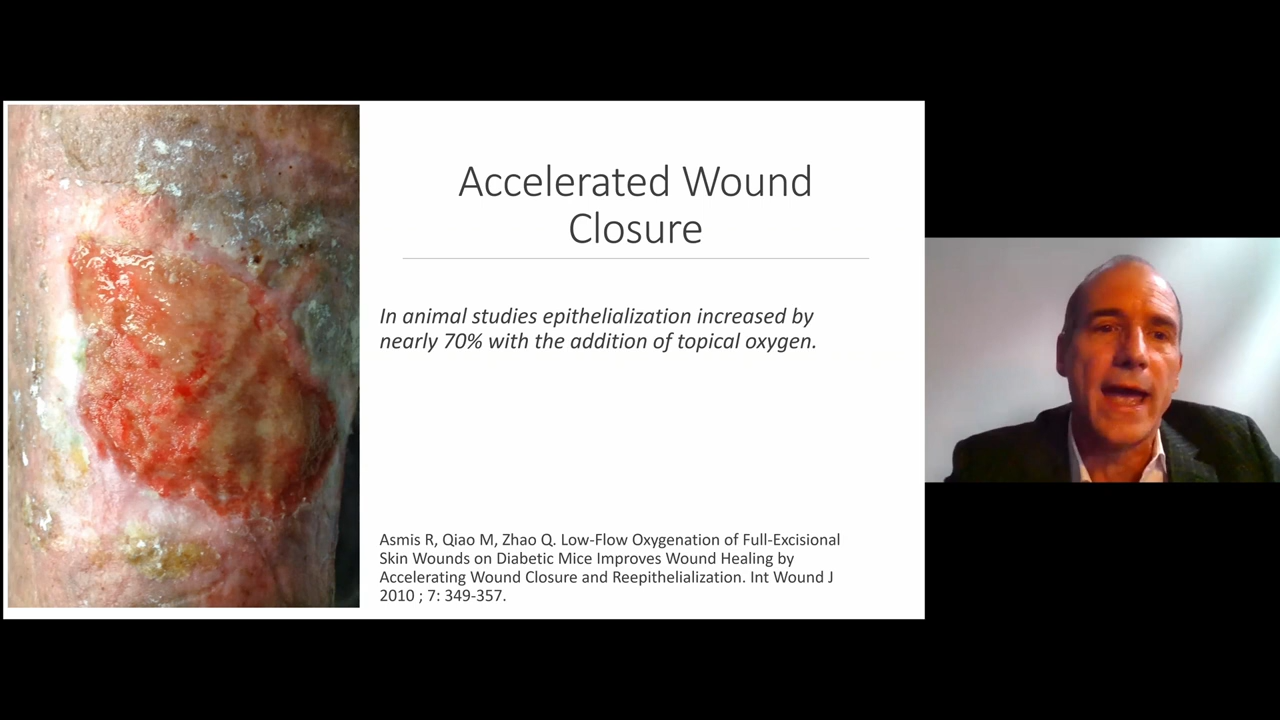 Accelerated Wound
Closure
In animal studies epithelialization increased by
nearly 70% with the addition of topical oxygen.
Asmis R, Qiao M, Zhao Q. Low-Flow Oxygenation of Full-Excisional
Skin Wounds on Diabetic Mice Improves Wound Healing by
Accelerating Wound Closure and Reepithelialization. Int Wound J
2010 ; 7: 349-357.